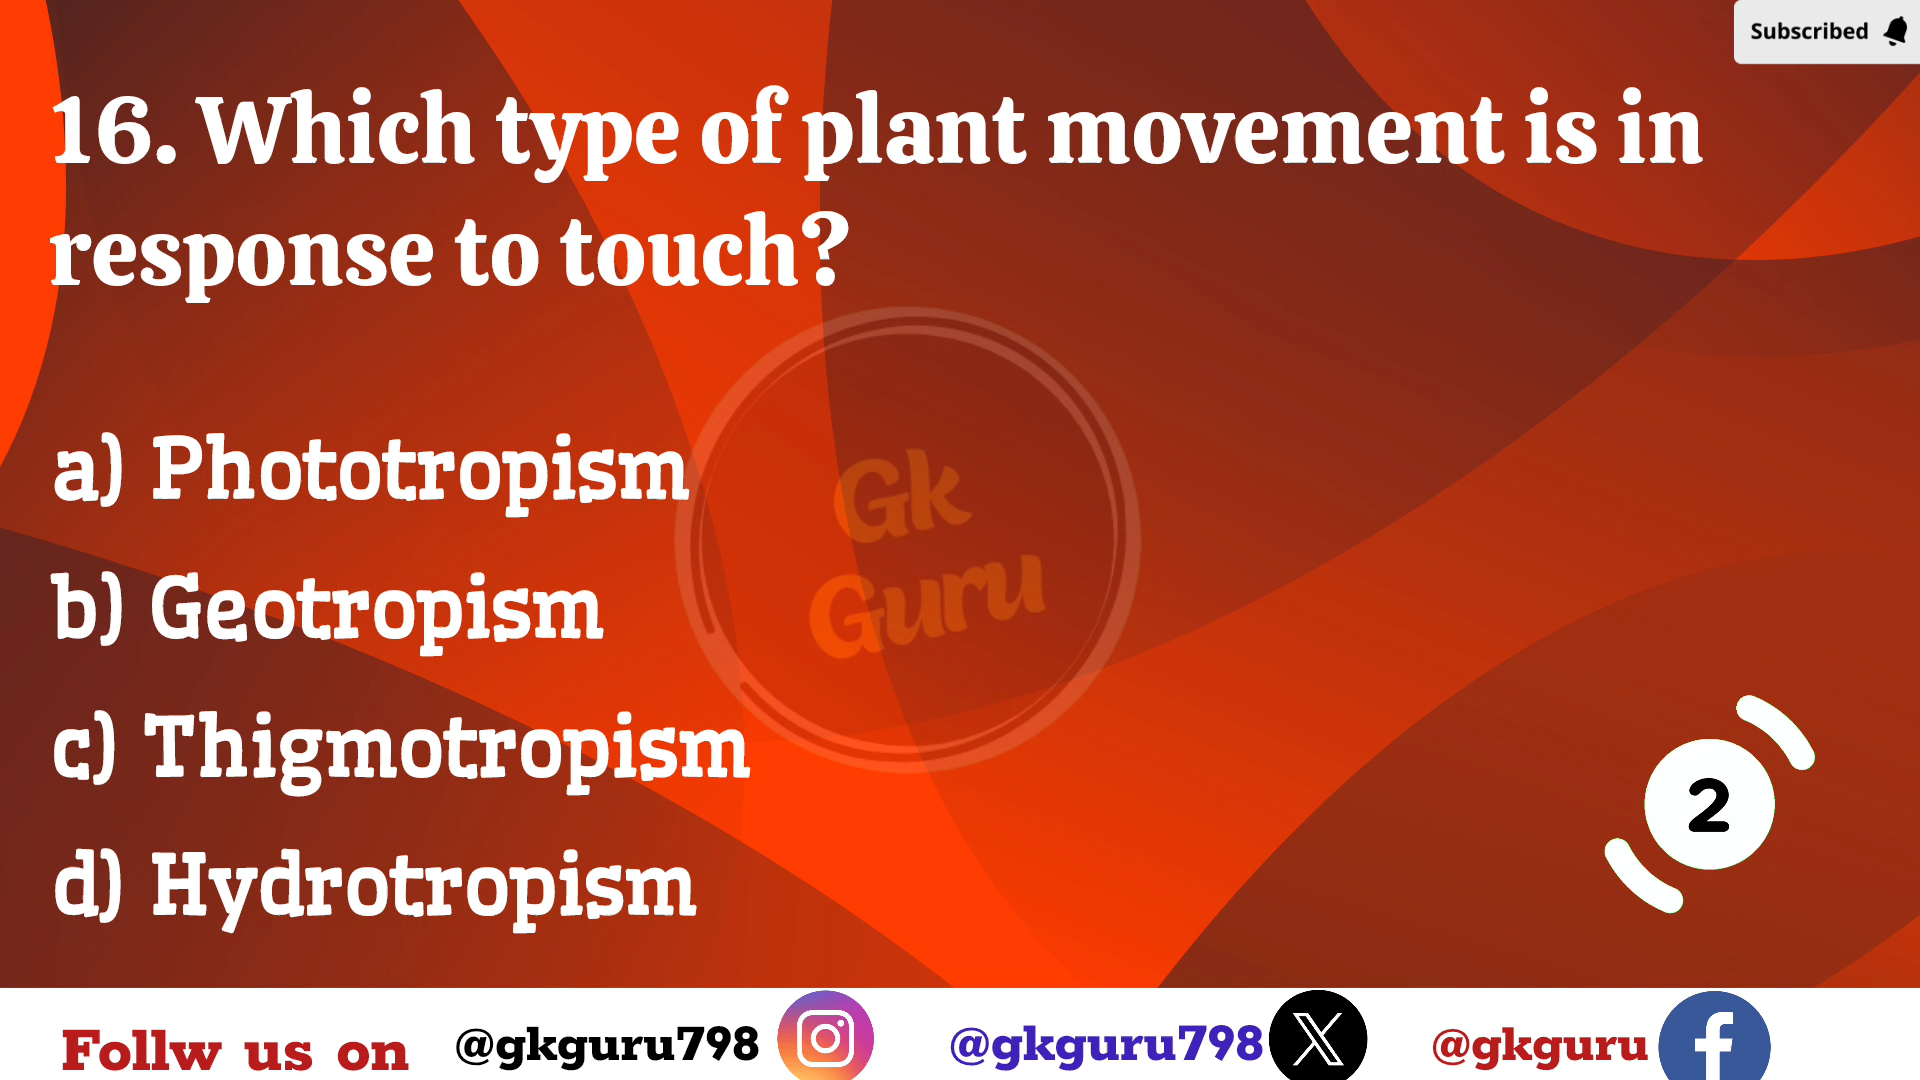 Subscribed
16. Which type of plant movement is in
response to touch?
a) Phototropism
b) Geotropism
c) Thigmotropism
d) Hydrotropism
Gk
Guru
2
Follw us on @gkguru798 @gkguru798 @gkguru